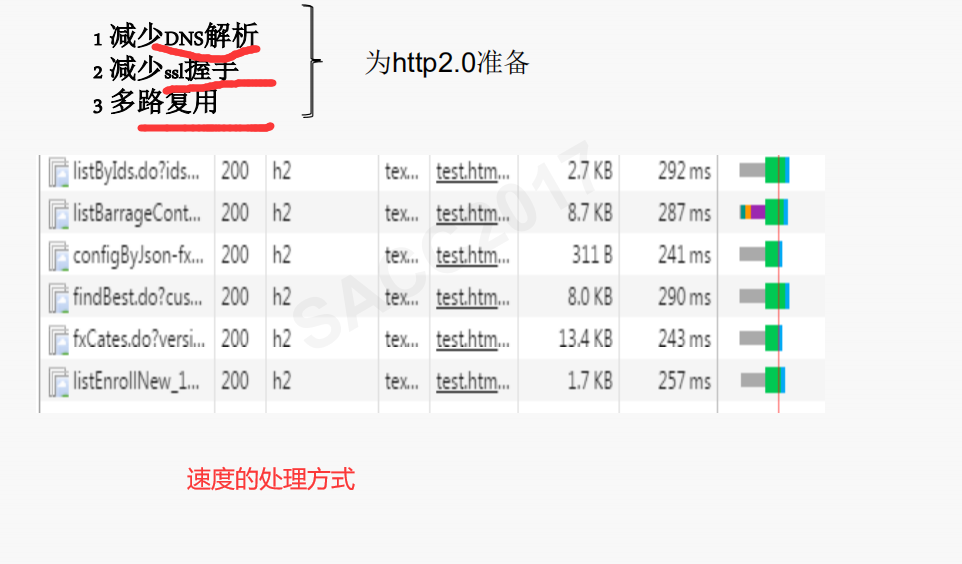 1 减少DNS解析
2 减少ssl握手
3 多路复用
为http2.0准备
listByIds.do?ids... 200 h2 tex... test.htm... 2.7 KB 292 ms
listBarrageCont... 200 h2 tex... test.htm... 8.7 KB 287 ms
configByJson-fx... 200 h2 tex... test.htm... 311 B 241 ms
findBest.do?cus... 200 h2 tex... test.htm... 8.0 KB 290 ms
fxCates.do?versi... 200 h2 tex... test.htm... 13.4 KB 243 ms
listEnrollNew_1... 200 h2 tex... test.htm... 1.7 KB 257 ms
SACC 2017
速度的处理方式